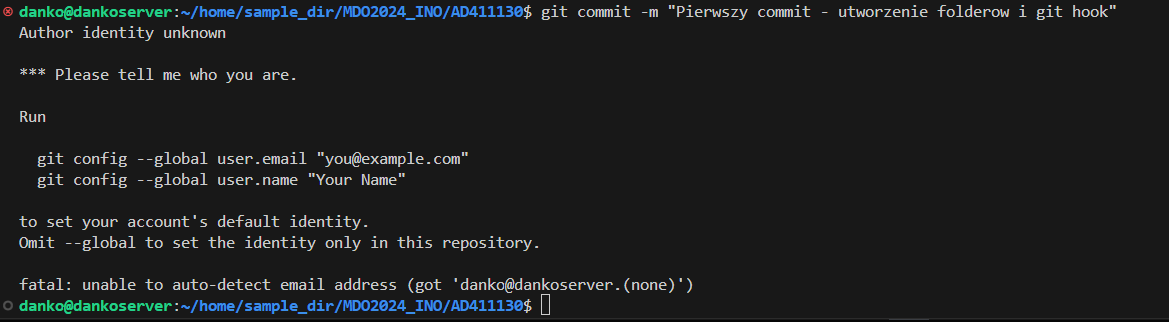 danko@dankoserver:~/home/sample_dir/MDO2024_INO/AD411130$ git commit -m "Pierwszy commit - utworzenie folderow i git hook"
Author identity unknown
*** Please tell me who you are.
Run
  git config --global user.email "you@example.com"
  git config --global user.name "Your Name"
to set your account's default identity.
Omit --global to set the identity only in this repository.
fatal: unable to auto-detect email address (got 'danko@dankoserver.(none)')
danko@dankoserver:~/home/sample_dir/MDO2024_INO/AD411130$